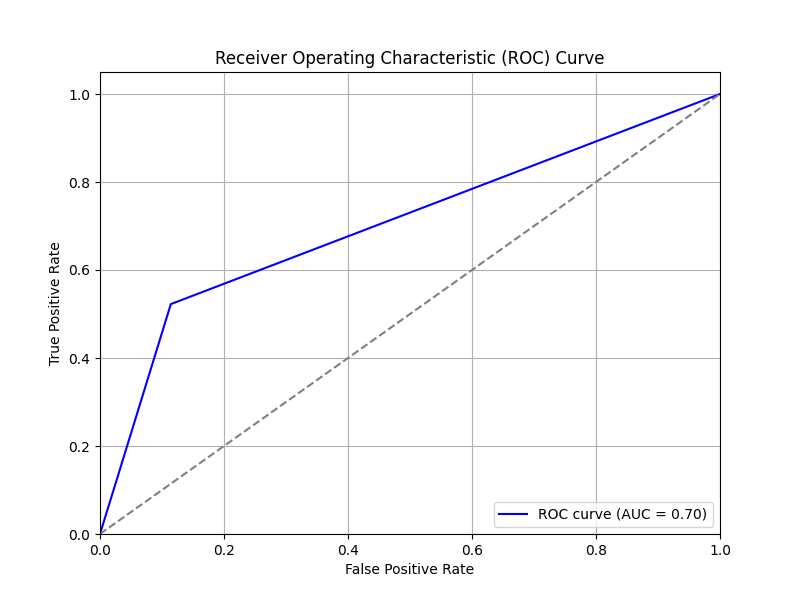 Receiver Operating Characteristic (ROC) Curve
1.0
0.8
0.6
0.4
0.2
0.0
True Positive Rate
ROC curve (AUC = 0.70)
0.0 0.2 0.4 0.6 0.8 1.0
False Positive Rate